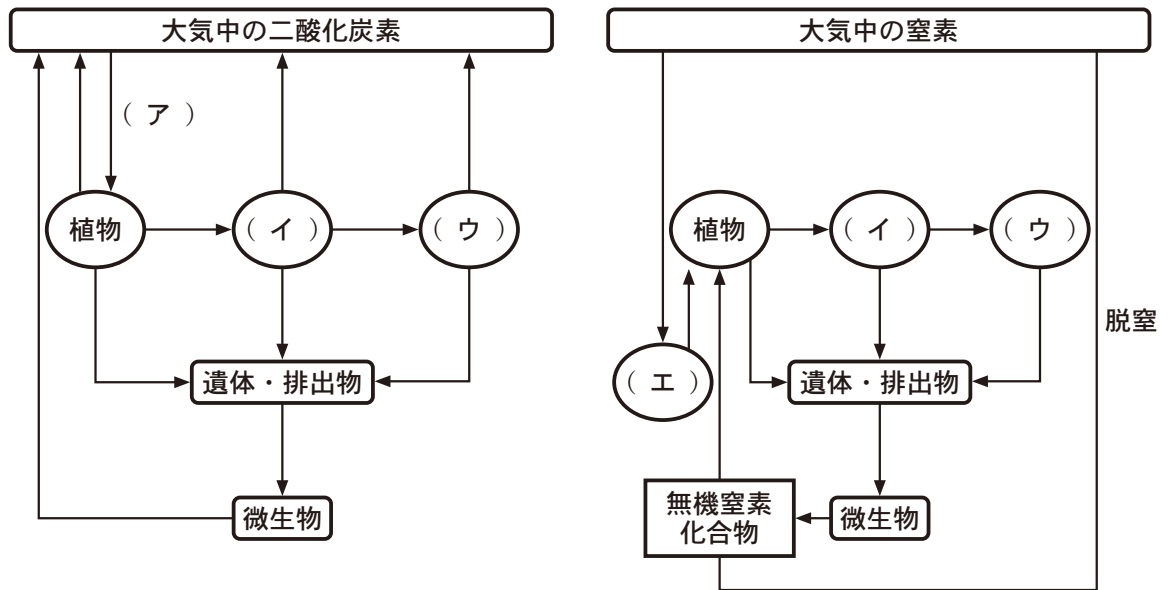 大気中の二酸化炭素
（ ア ）
植物
（ イ ）
（ ウ ）
遺体・排出物
微生物
大気中の窒素
植物
（ イ ）
（ ウ ）
脱窒
（ エ ）
遺体・排出物
無機窒素
化合物
微生物